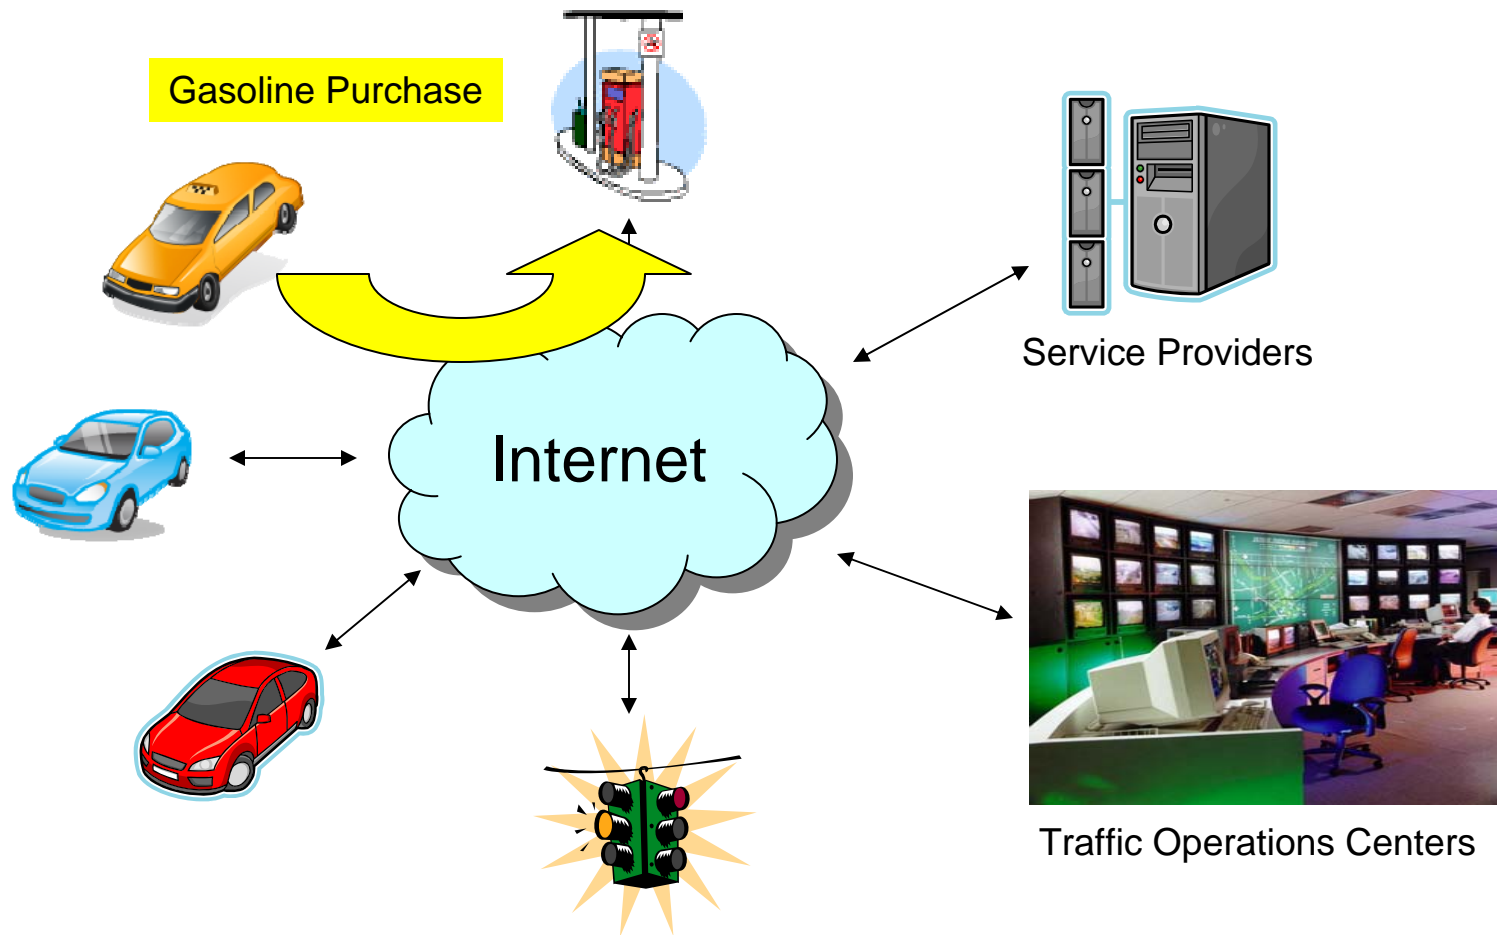 Gasoline Purchase
Service Providers
Internet
Traffic Operations Centers